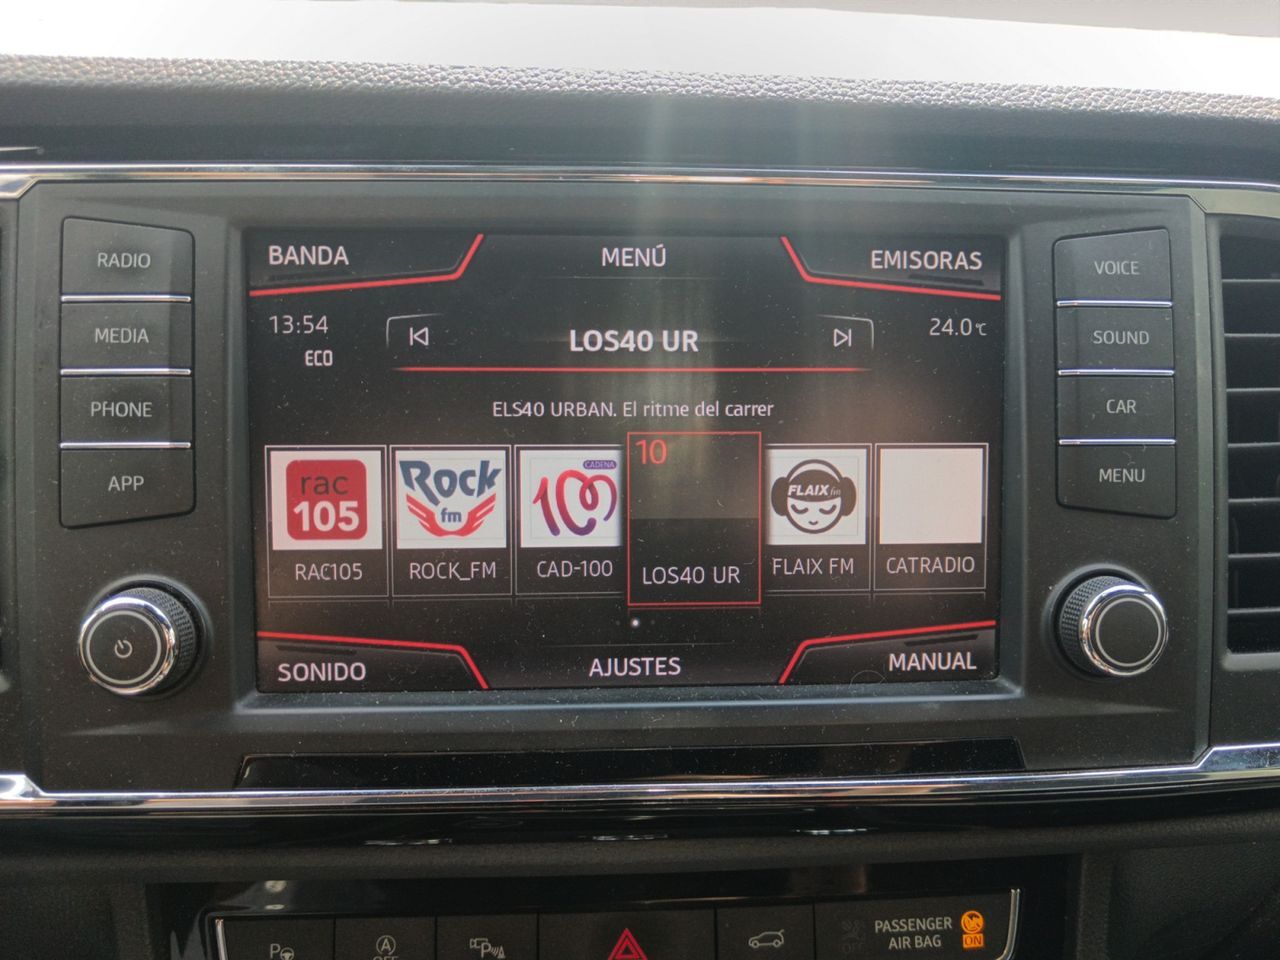 BANDA
MENÚ
EMISORAS
RADIO
MEDIA
PHONE
APP
VOICE
SOUND
CAR
MENU
13:54
ECO
LOS40 UR
24.0°C
ELS40 URBAN. El ritme del carrer
rac
105
RAC105
Rock
fm
ROCK_FM
CADENA
100
CAD-100
10
LOS40 UR
FLAIX fm
FLAIX FM
CATRADIO
SONIDO
AJUSTES
MANUAL
P
A
OFF
P
OFF
PASSENGER
AIR BAG
ON